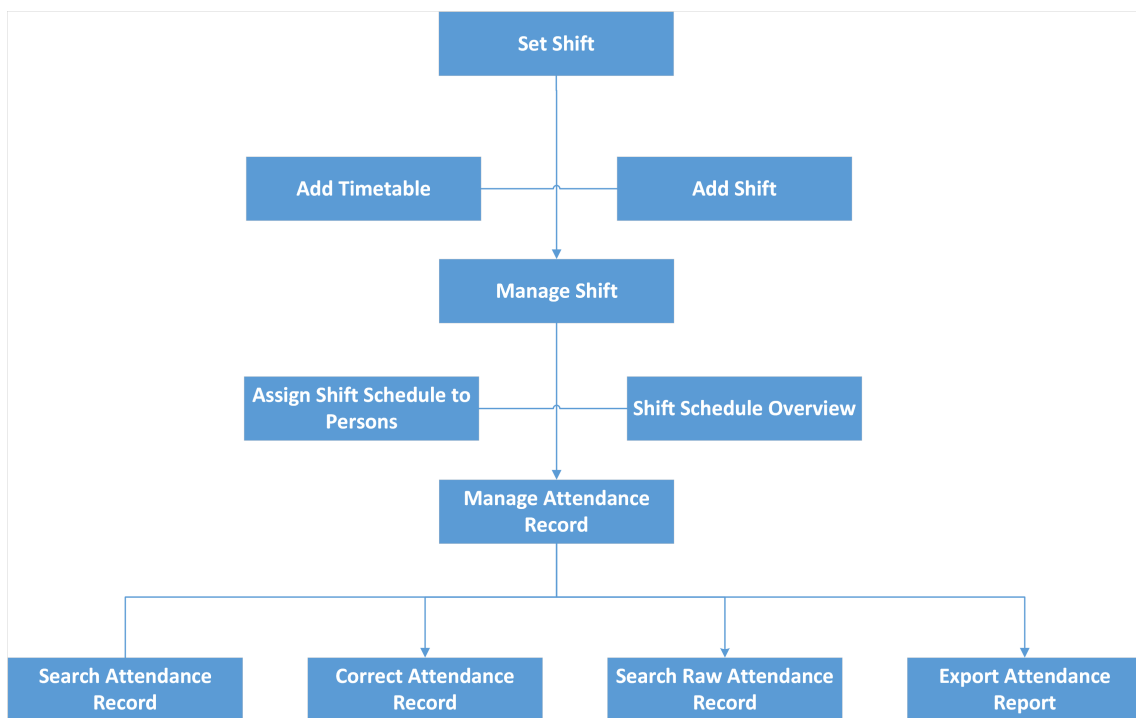 Set Shift
Add Timetable
Add Shift
Manage Shift
Assign Shift Schedule to
Persons
Shift Schedule Overview
Manage Attendance
Record
Search Attendance
Record
Correct Attendance
Record
Search Raw Attendance
Record
Export Attendance
Report